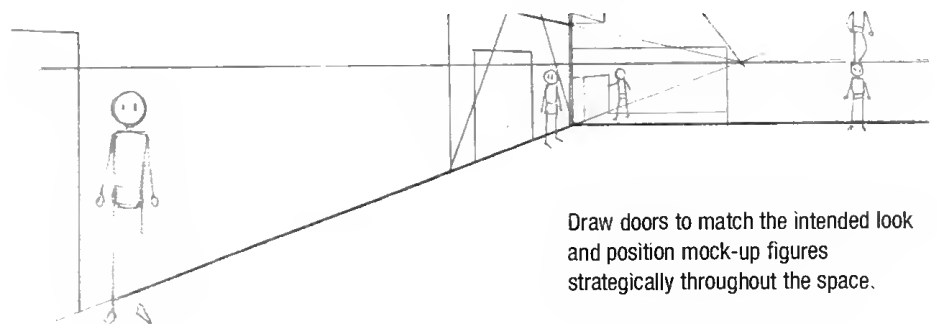 Draw doors to match the intended look
and position mock-up figures
strategically throughout the space.